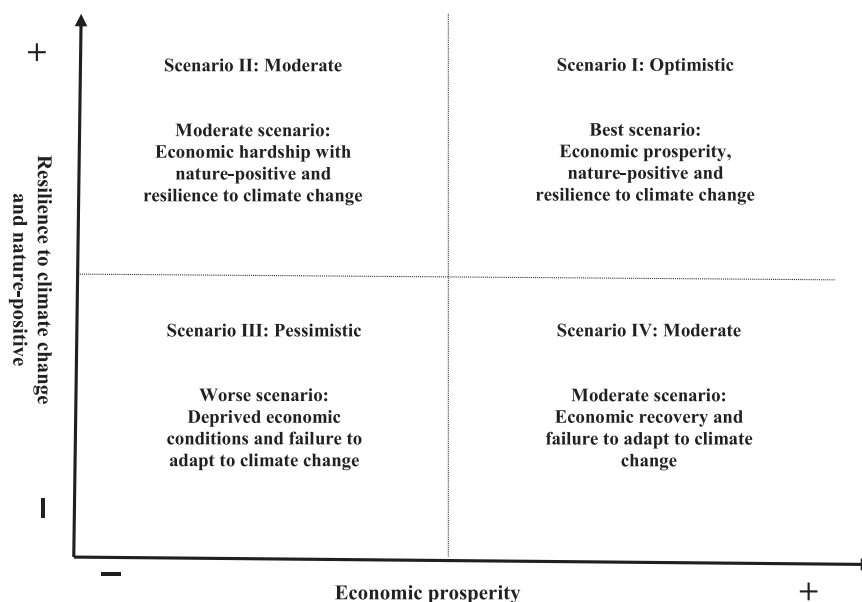 +
Scenario II: Moderate
Moderate scenario:
Economic hardship with
nature-positive and
resilience to climate change
Scenario I: Optimistic
Best scenario:
Economic prosperity,
nature-positive and
resilience to climate change
Resilience to climate change
and nature-positive
Scenario III: Pessimistic
Worse scenario:
Deprived economic
conditions and failure to
adapt to climate change
Scenario IV: Moderate
Moderate scenario:
Economic recovery and
failure to adapt to climate
change
−
−
Economic prosperity
+